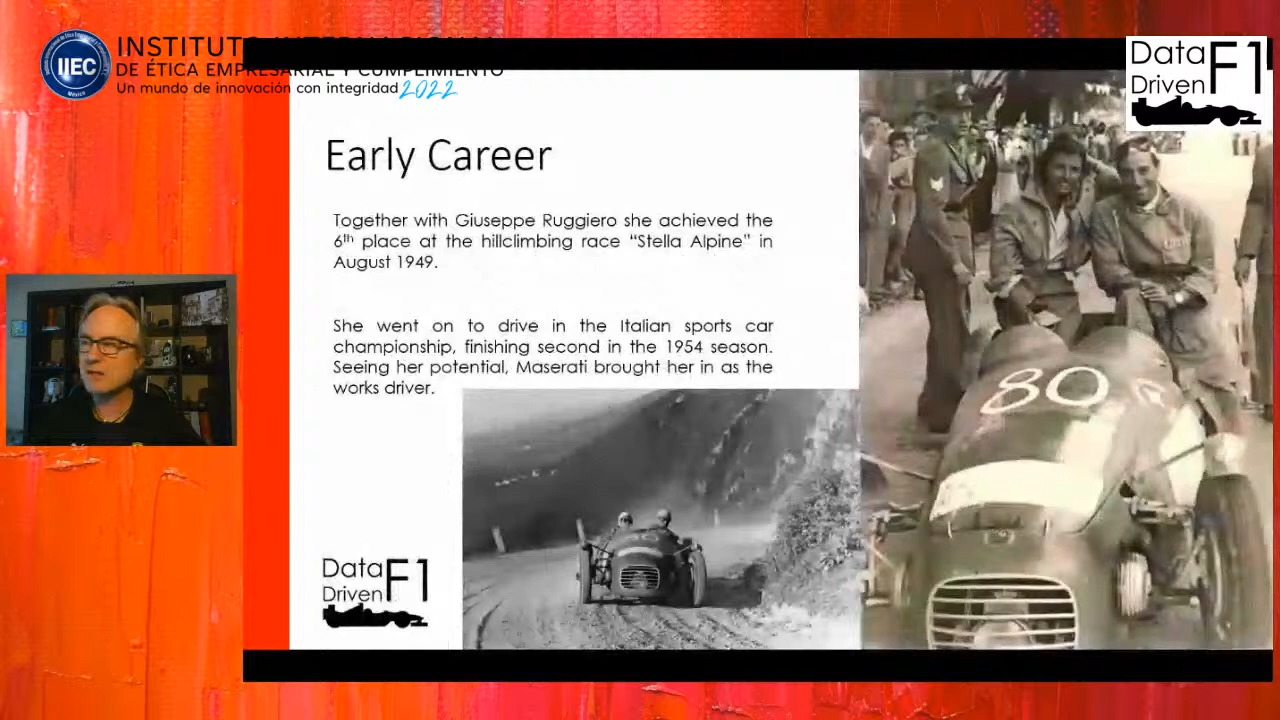 INSTITUTO
DE ÉTICA EMPRESARIAL Y CUMPLIMIENTO
Un mundo de innovación con integridad 2022
IIEC
México
Data
Driven F1
Early Career
Together with Giuseppe Ruggiero she achieved the
6th place at the hillclimbing race “Stella Alpine” in
August 1949.
She went on to drive in the Italian sports car
championship, finishing second in the 1954 season.
Seeing her potential, Maserati brought her in as the
works driver.
80
Data
Driven F1